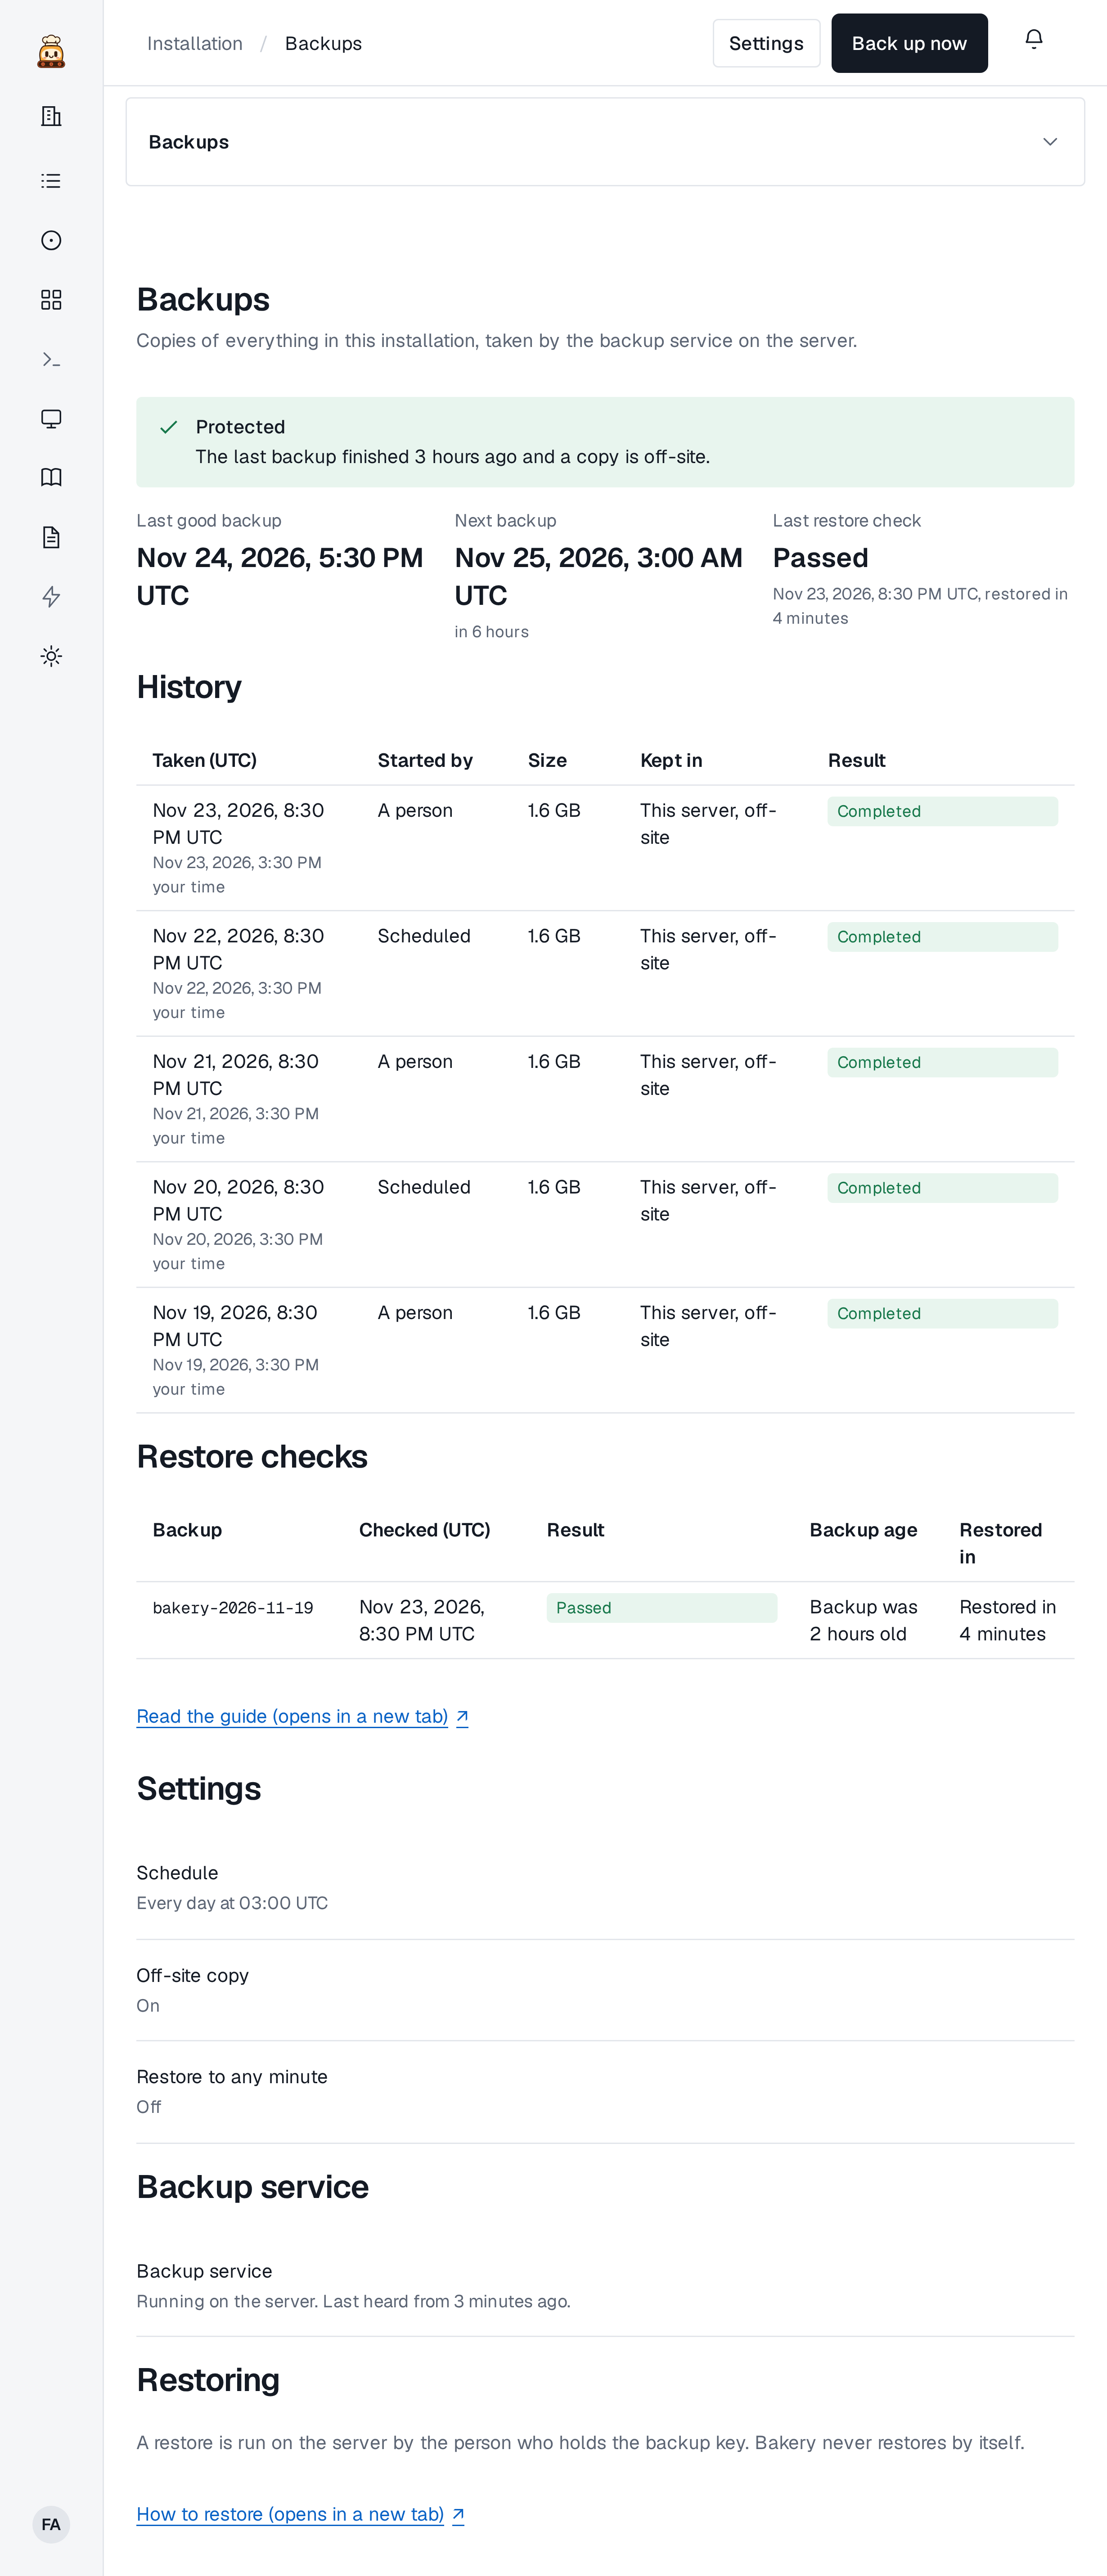 Installation / Backups
Settings
Back up now
Backups
Backups
Copies of everything in this installation, taken by the backup service on the server.
Protected
The last backup finished 3 hours ago and a copy is off-site.
Last good backup
Nov 24, 2026, 5:30 PM
UTC
Next backup
Nov 25, 2026, 3:00 AM
UTC
in 6 hours
Last restore check
Passed
Nov 23, 2026, 8:30 PM UTC, restored in
4 minutes
History
Taken (UTC) Started by Size Kept in Result
Nov 23, 2026, 8:30 A person 1.6 GB This server, off- Completed
PM UTC site
Nov 23, 2026, 3:30 PM
your time
Nov 22, 2026, 8:30 Scheduled 1.6 GB This server, off- Completed
PM UTC site
Nov 22, 2026, 3:30 PM
your time
Nov 21, 2026, 8:30 A person 1.6 GB This server, off- Completed
PM UTC site
Nov 21, 2026, 3:30 PM
your time
Nov 20, 2026, 8:30 Scheduled 1.6 GB This server, off- Completed
PM UTC site
Nov 20, 2026, 3:30 PM
your time
Nov 19, 2026, 8:30 A person 1.6 GB This server, off- Completed
PM UTC site
Nov 19, 2026, 3:30 PM
your time
Restore checks
Backup Checked (UTC) Result Backup age Restored
in
bakery-2026-11-19 Nov 23, 2026, Passed Backup was Restored in
8:30 PM UTC 2 hours old 4 minutes
Read the guide (opens in a new tab)
Settings
Schedule
Every day at 03:00 UTC
Off-site copy
On
Restore to any minute
Off
Backup service
Backup service
Running on the server. Last heard from 3 minutes ago.
Restoring
A restore is run on the server by the person who holds the backup key. Bakery never restores by itself.
How to restore (opens in a new tab)
FA